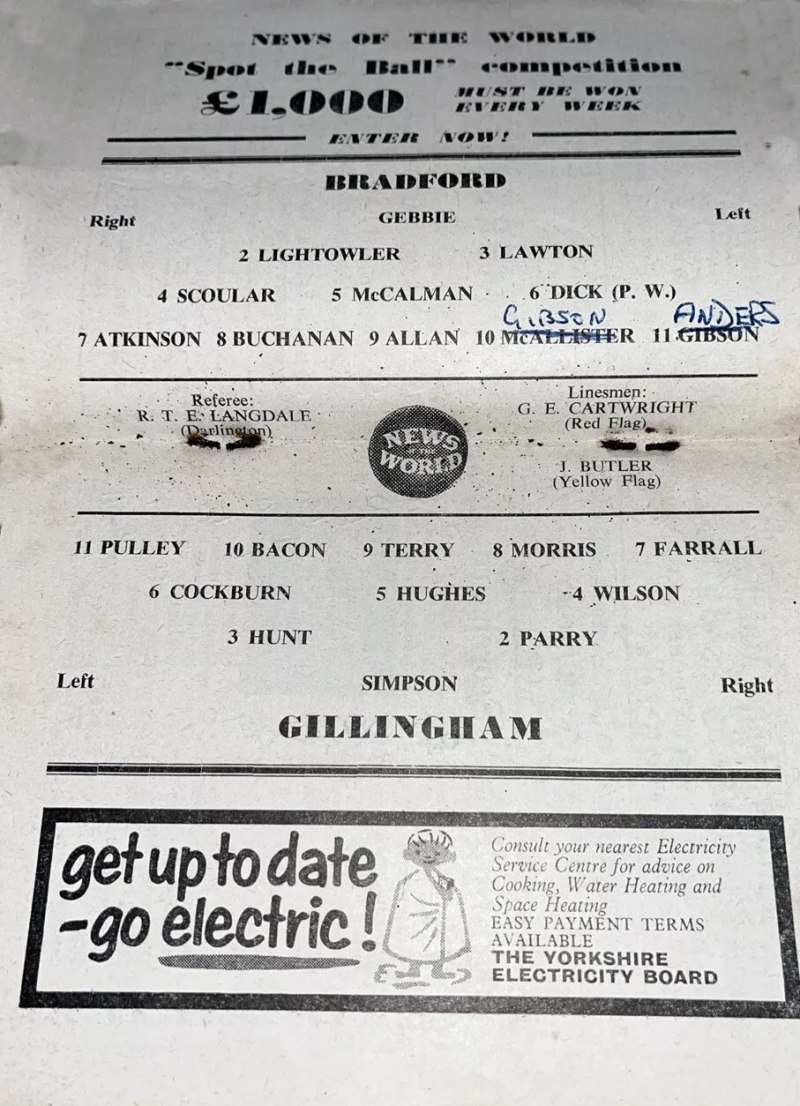 NEWS OF THE WORLD
"Spot the Ball" competition
£1,000 MUST BE WON
EVERY WEEK
ENTER NOW!
BRADFORD
Right GEBBIE Left
2 LIGHTOWLER 3 LAWTON
4 SCOULAR 5 McCALMAN 6 DICK (P. W.)
GIBSON ANDERS
7 ATKINSON 8 BUCHANAN 9 ALLAN 10 McALLISTER 11 GIBSON
Referee:
R. T. E. LANGDALE
(Darlington)
Linesmen:
G. E. CARTWRIGHT
(Red Flag)
J. BUTLER
(Yellow Flag)
NEWS
OF THE
WORLD
11 PULLEY 10 BACON 9 TERRY 8 MORRIS 7 FARRALL
6 COCKBURN 5 HUGHES 4 WILSON
3 HUNT 2 PARRY
Left SIMPSON Right
GILLINGHAM
get up to date
-go electric!
Consult your nearest Electricity
Service Centre for advice on
Cooking, Water Heating and
Space Heating
EASY PAYMENT TERMS
AVAILABLE
THE YORKSHIRE
ELECTRICITY BOARD